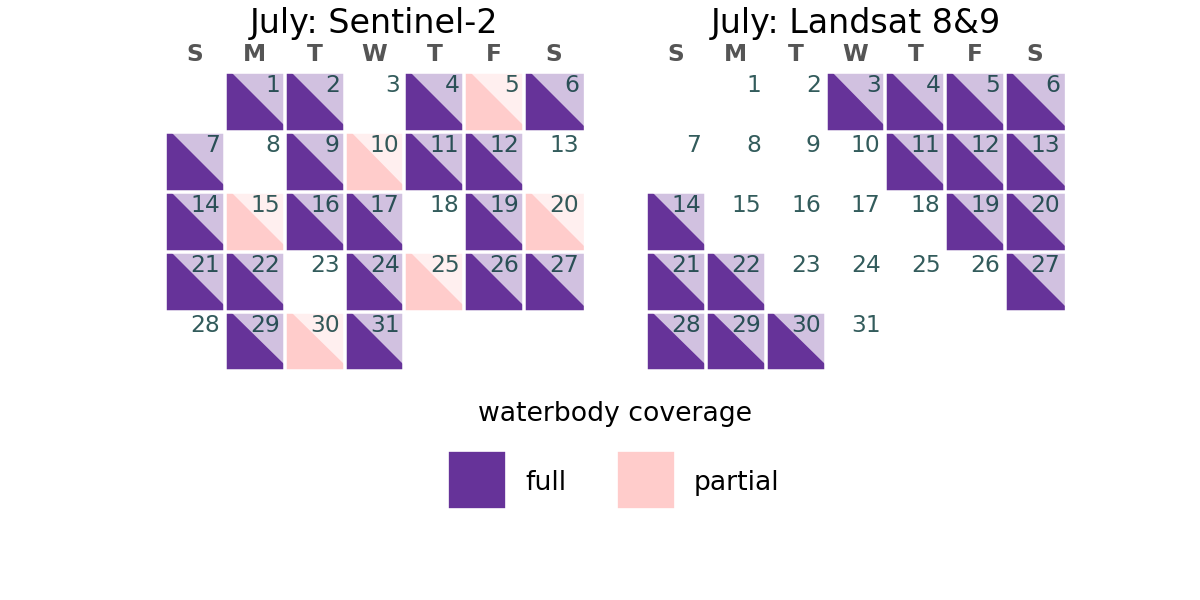 July: Sentinel-2
S M T W T F S
1 2 3 4 5 6
7 8 9 10 11 12 13
14 15 16 17 18 19 20
21 22 23 24 25 26 27
28 29 30 31
July: Landsat 8&9
S M T W T F S
1 2 3 4 5 6
7 8 9 10 11 12 13
14 15 16 17 18 19 20
21 22 23 24 25 26 27
28 29 30 31
waterbody coverage
full partial